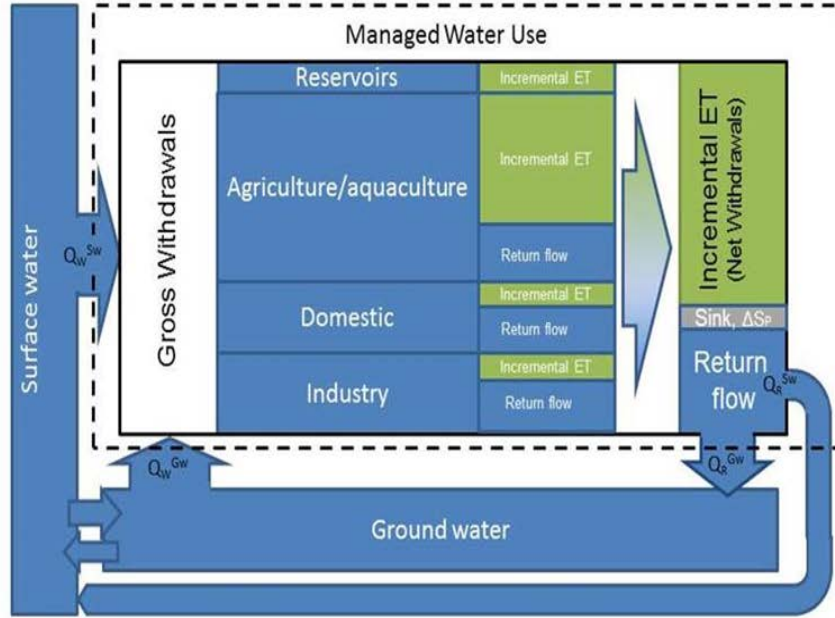 Managed Water Use
Surface water
Q_W^Sw
Gross Withdrawals
Reservoirs
Incremental ET
Agriculture/aquaculture
Incremental ET
Return flow
Domestic
Incremental ET
Return flow
Industry
Incremental ET
Return flow
Incremental ET
(Net Withdrawals)
Sink, ΔS_P
Return
flow
Q_R^Sw
Q_W^Gw
Q_R^Gw
Ground water